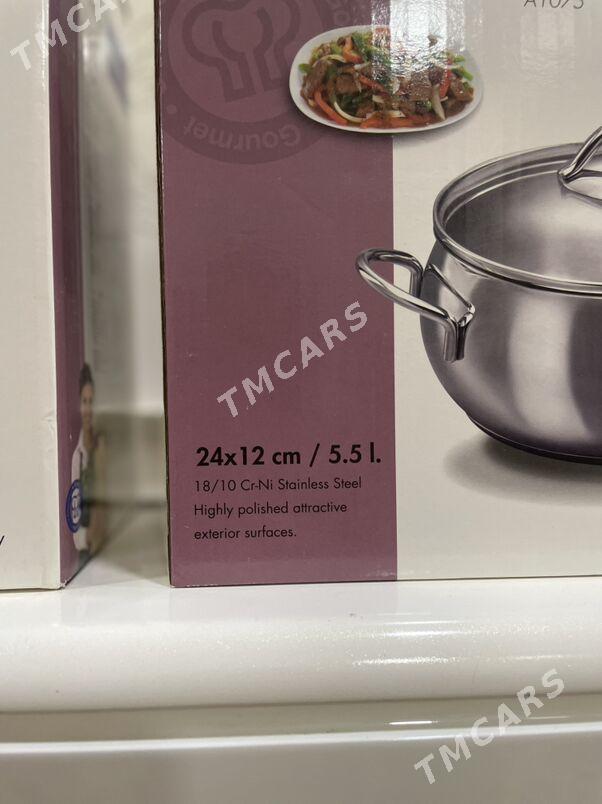 TMCARS
A1075
Gourmet
TMCARS
24x12 cm / 5.5 l.
18/10 Cr-Ni Stainless Steel
Highly polished attractive
exterior surfaces.
TMCARS